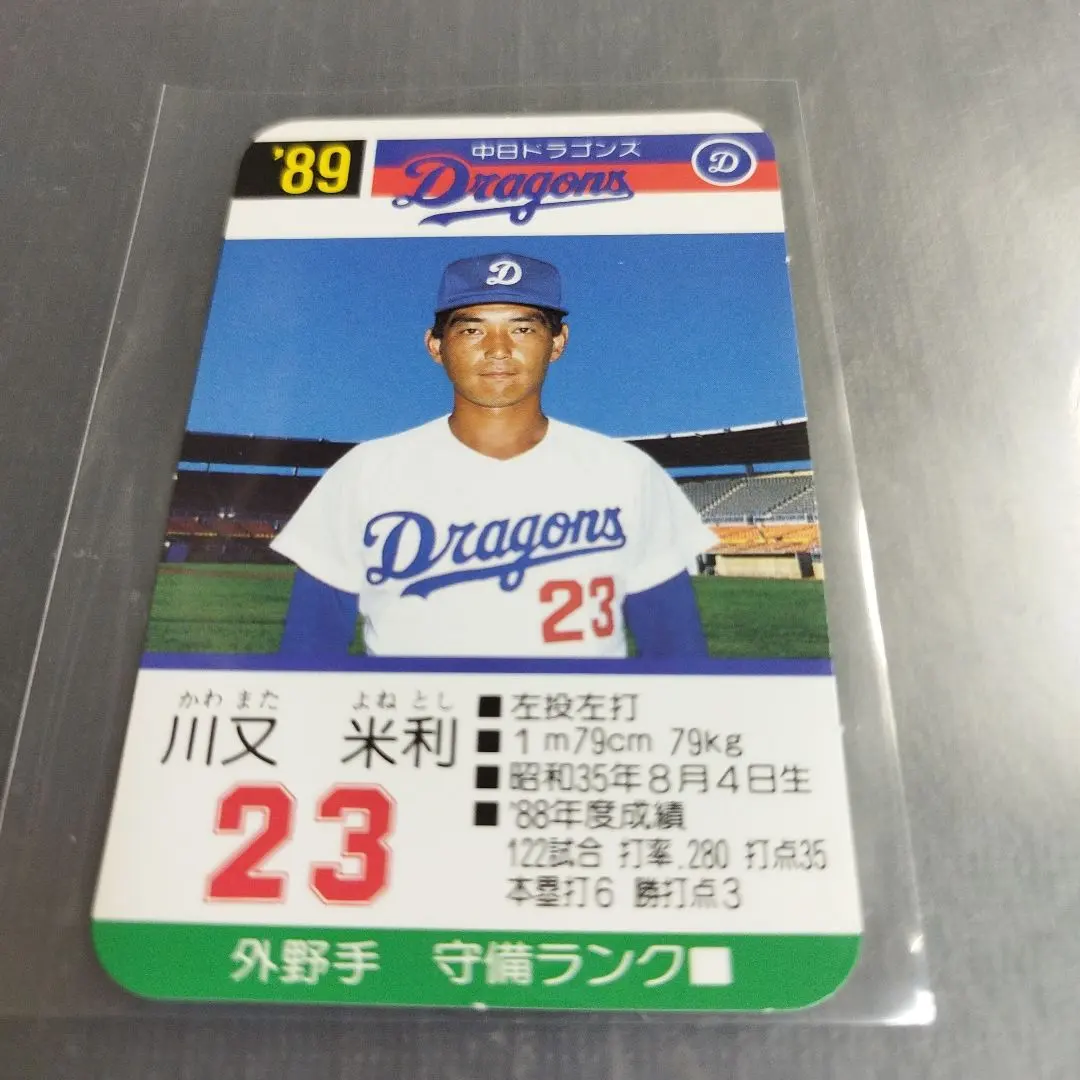 '89
中日ドラゴンズ
Dragons
D
D
Dragons
23
かわ また よね とし
川又 米利
23
■左投左打
■1m79cm 79kg
■昭和35年8月4日生
■'88年度成績
122試合 打率.280 打点35
本塁打6 勝打点3
外野手 守備ランク■